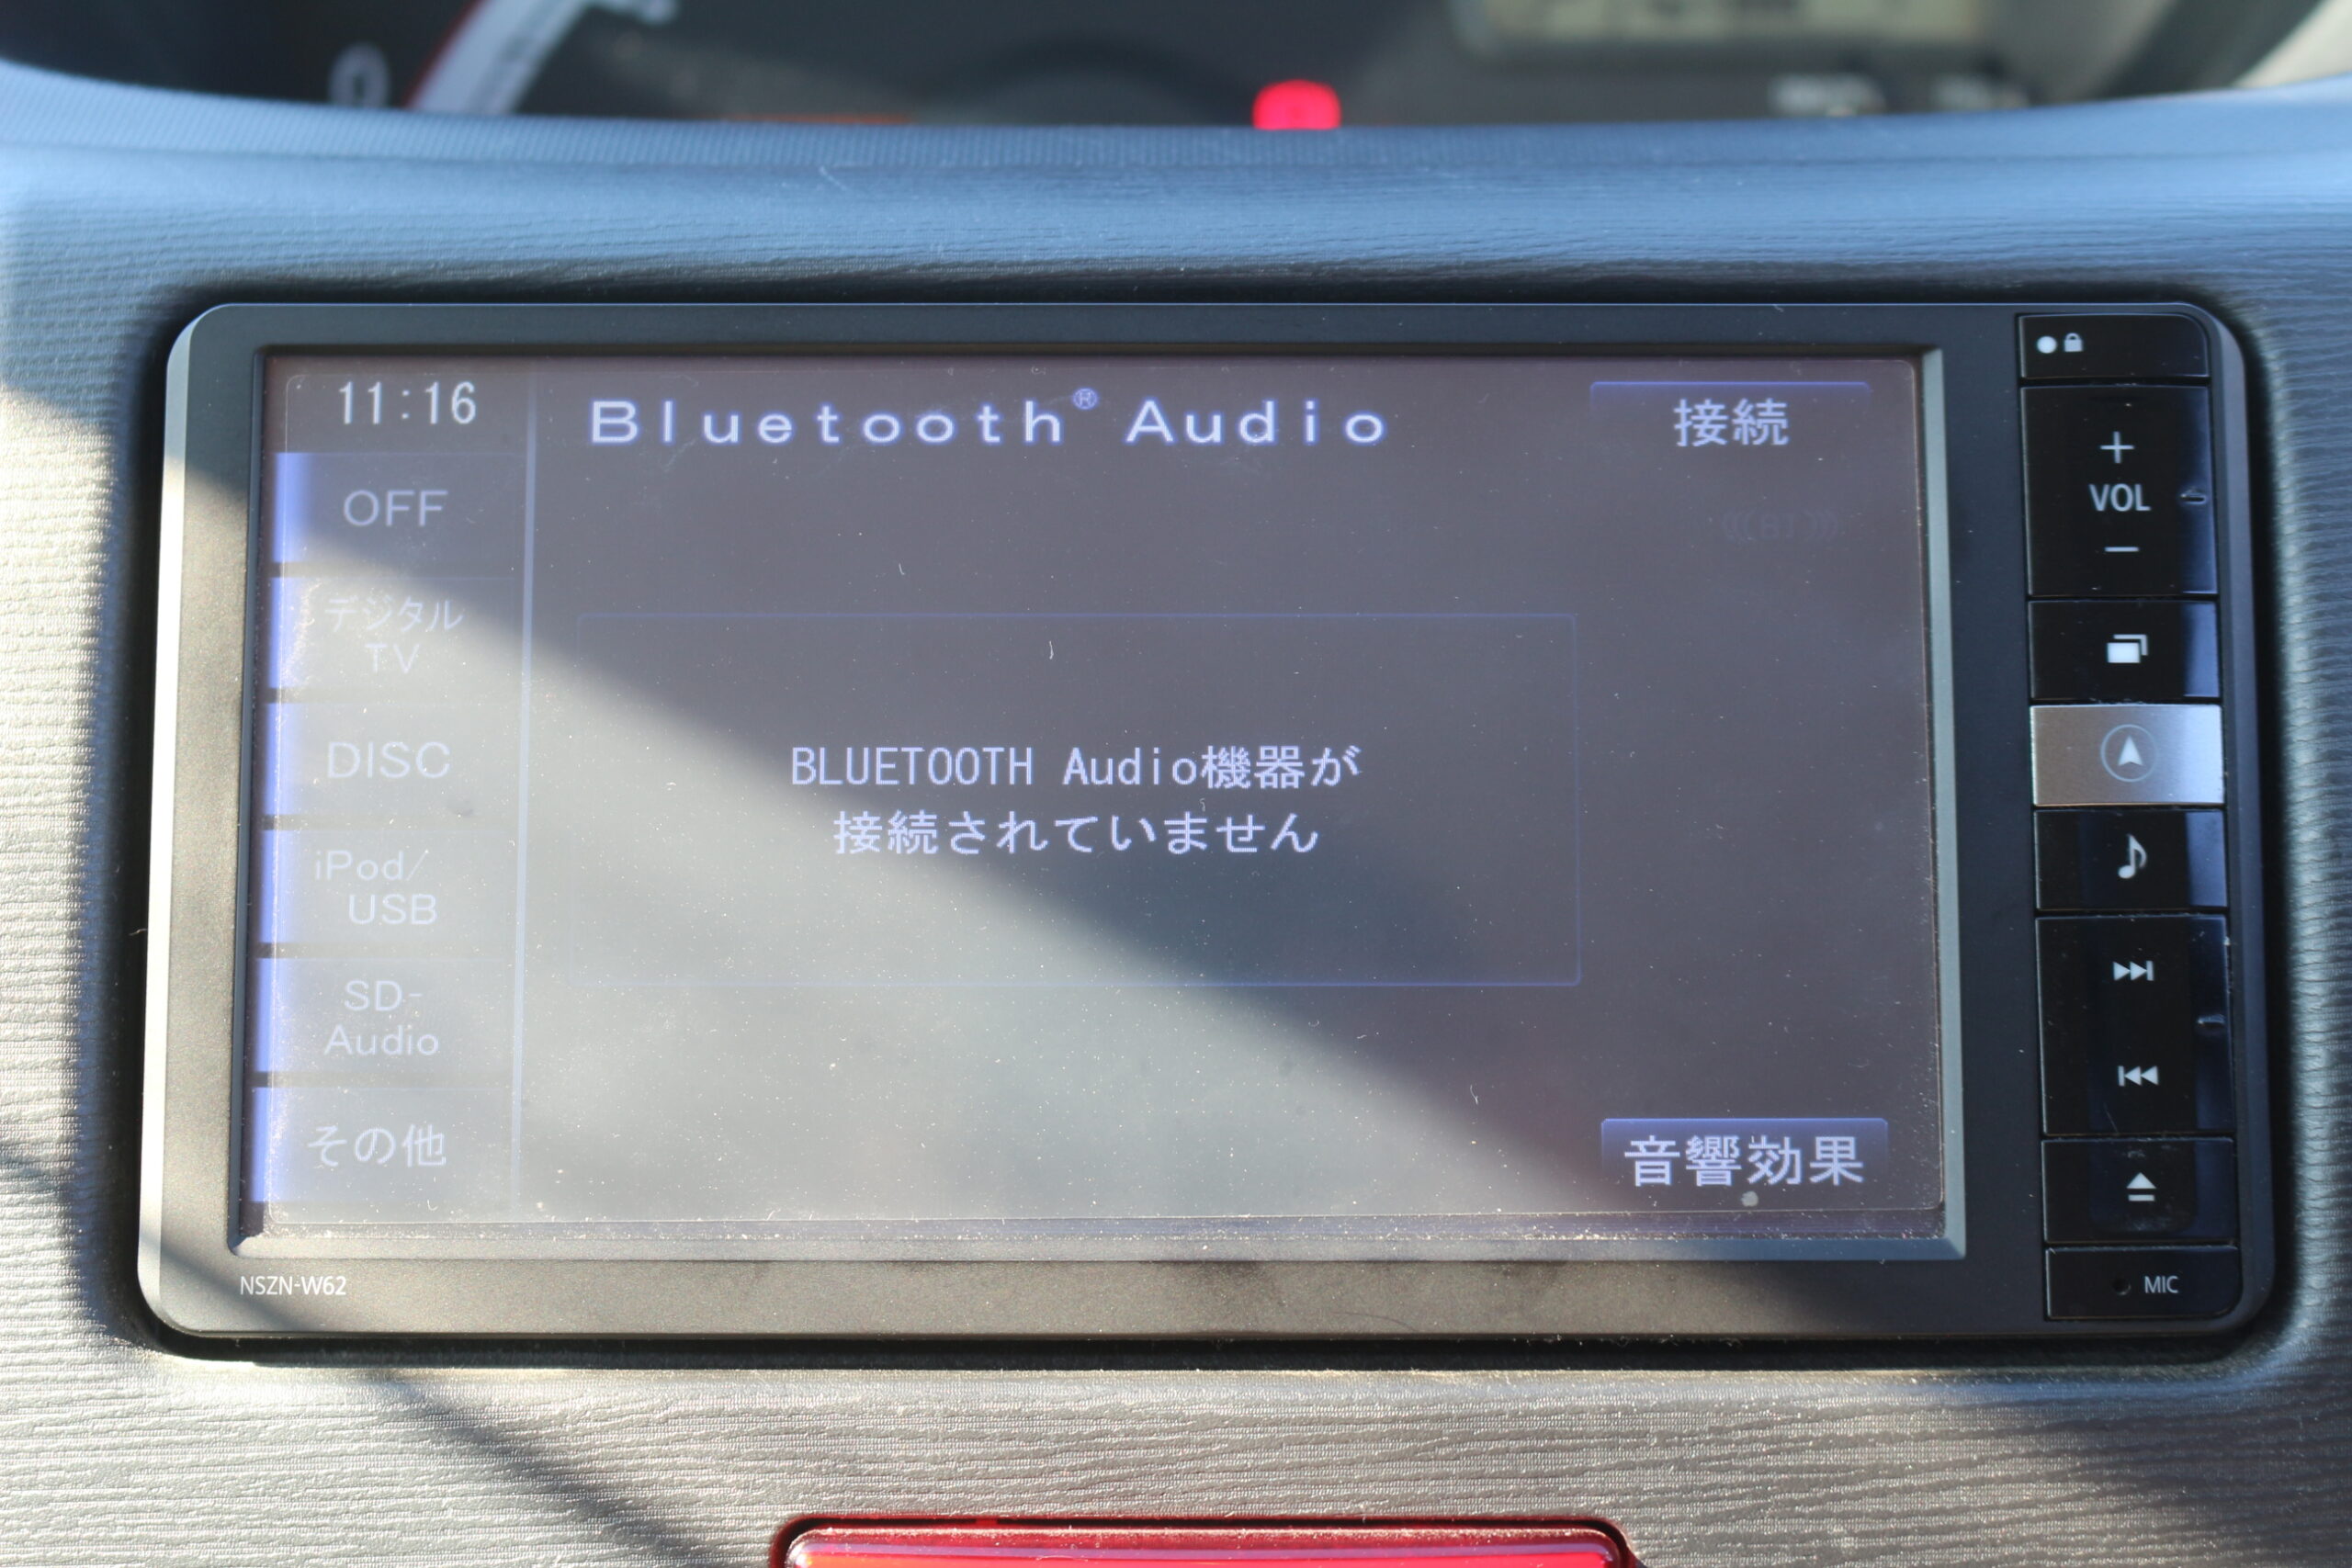 0
11:16
Bluetooth® Audio
接続
OFF
デジタル
TV
DISC
iPod/
USB
SD-
Audio
その他
BLUETOOTH Audio機器が
接続されていません
音響効果
NSZN-W62
+
VOL
−
MIC